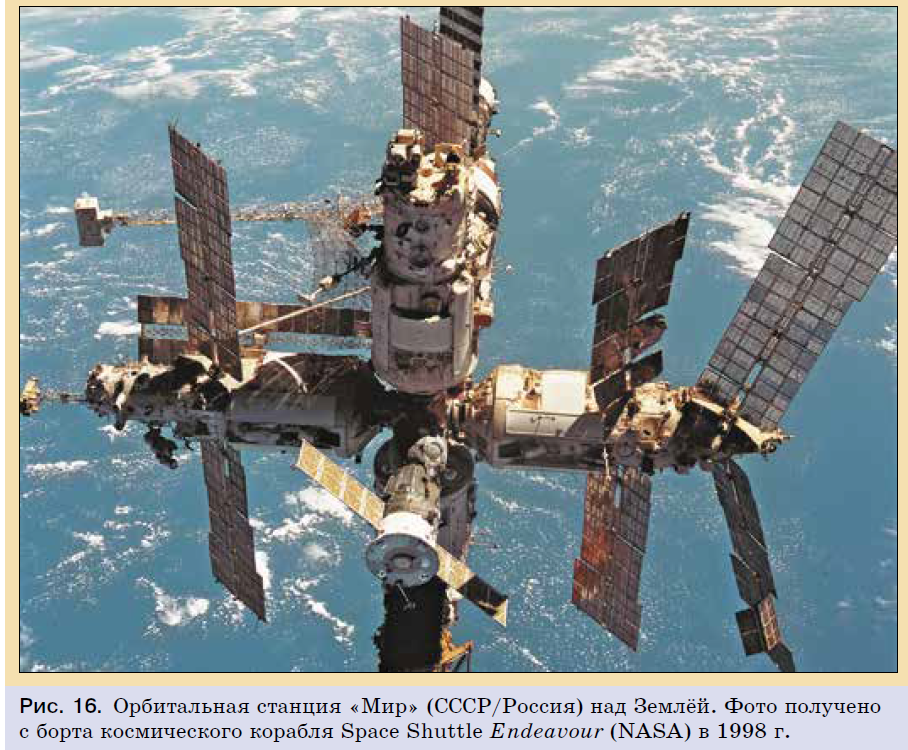 Рис. 16. Орбитальная станция «Мир» (СССР/Россия) над Землёй. Фото получено
с борта космического корабля Space Shuttle Endeavour (NASA) в 1998 г.